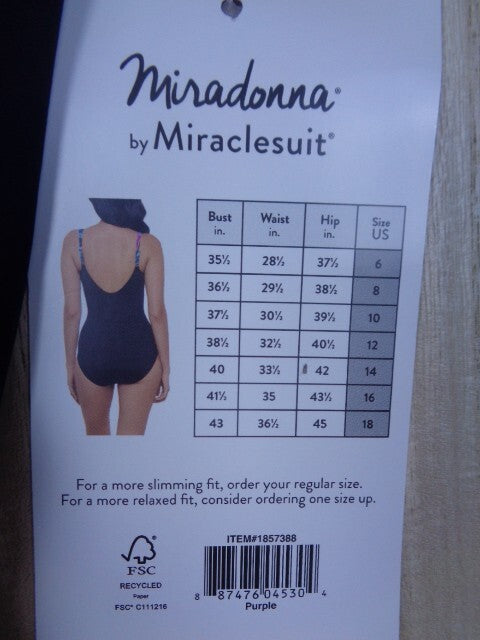 Miradonna®
by Miraclesuit®
Bust in. Waist in. Hip in. Size US
35½ 28½ 37½ 6
36½ 29½ 38½ 8
37½ 30½ 39½ 10
38½ 32½ 40½ 12
40 33½ 42 14
41½ 35 43½ 16
43 36½ 45 18
For a more slimming fit, order your regular size.
For a more relaxed fit, consider ordering one size up.
FSC
RECYCLED
Paper
FSC® C111216
ITEM#1857388
8 87476 04530 4
Purple